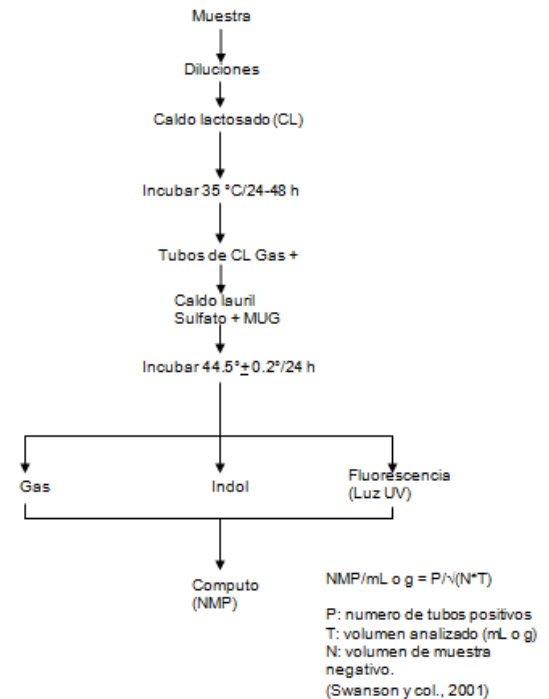 Muestra
Diluciones
Caldo lactosado (CL)
Incubar 35 °C/24-48 h
Tubos de CL Gas +
Caldo lauril
Sulfato + MUG
Incubar 44.5°±0.2°/24 h
Gas
Indol
Fluorescencia
(Luz UV)
Computo
(NMP)
NMP/mL o g = P/√(N*T)
P: numero de tubos positivos
T: volumen analizado (mL o g)
N: volumen de muestra
negativo.
(Swanson y col., 2001)